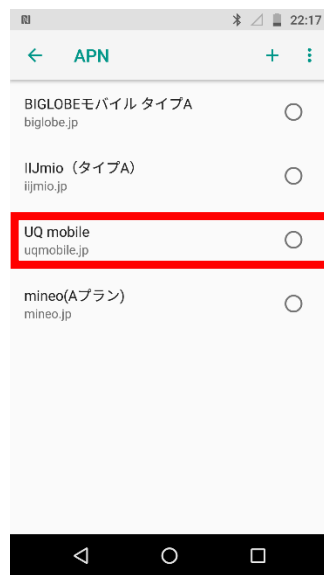 22:17
APN
BIGLOBEモバイル タイプA
biglobe.jp
IIJmio（タイプA）
iijmio.jp
UQ mobile
uqmobile.jp
mineo(Aプラン)
mineo.jp